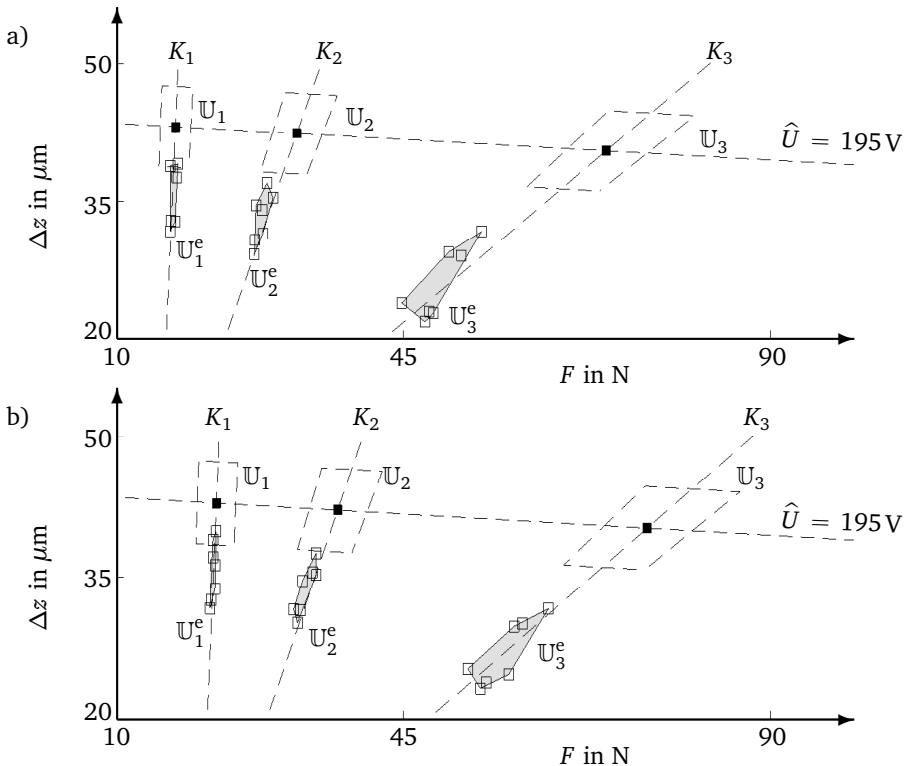 a)
K₁
K₂
K₃
50
𝕌₁
𝕌₂
𝕌₃
Û = 195 V
35
Δz in μm
𝕌₁ᵉ
𝕌₂ᵉ
𝕌₃ᵉ
20
10
45
90
F in N
b)
K₁
K₂
K₃
50
𝕌₁
𝕌₂
𝕌₃
Û = 195 V
35
Δz in μm
𝕌₁ᵉ
𝕌₂ᵉ
𝕌₃ᵉ
20
10
45
90
F in N